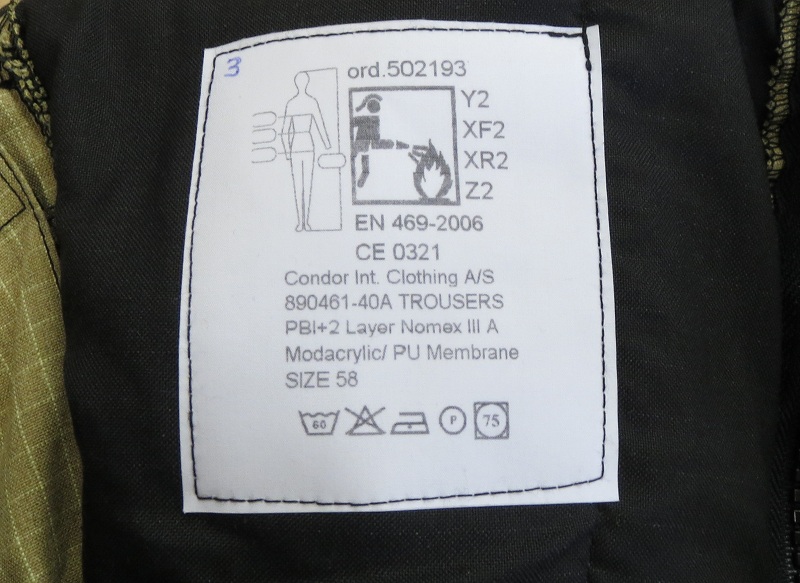 3
ord.502193
Y2
XF2
XR2
Z2
EN 469-2006
CE 0321
Condor Int. Clothing A/S
890461-40A TROUSERS
PBI+2 Layer Nomex III A
Modacrylic/ PU Membrane
SIZE 58
60 P 75